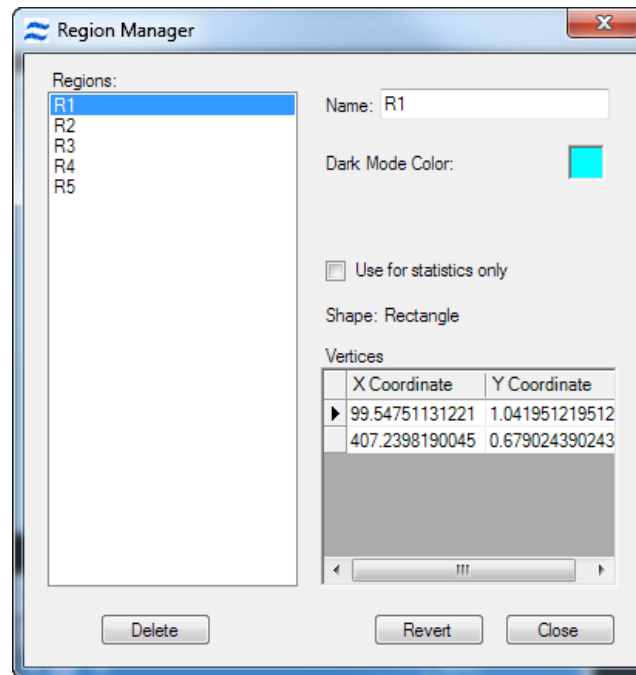 Region Manager
Regions:
R1
R2
R3
R4
R5
Name: R1
Dark Mode Color:
Use for statistics only
Shape: Rectangle
Vertices
X Coordinate Y Coordinate
99.54751131221 1.041951219512
407.2398190045 0.679024390243
Delete Revert Close